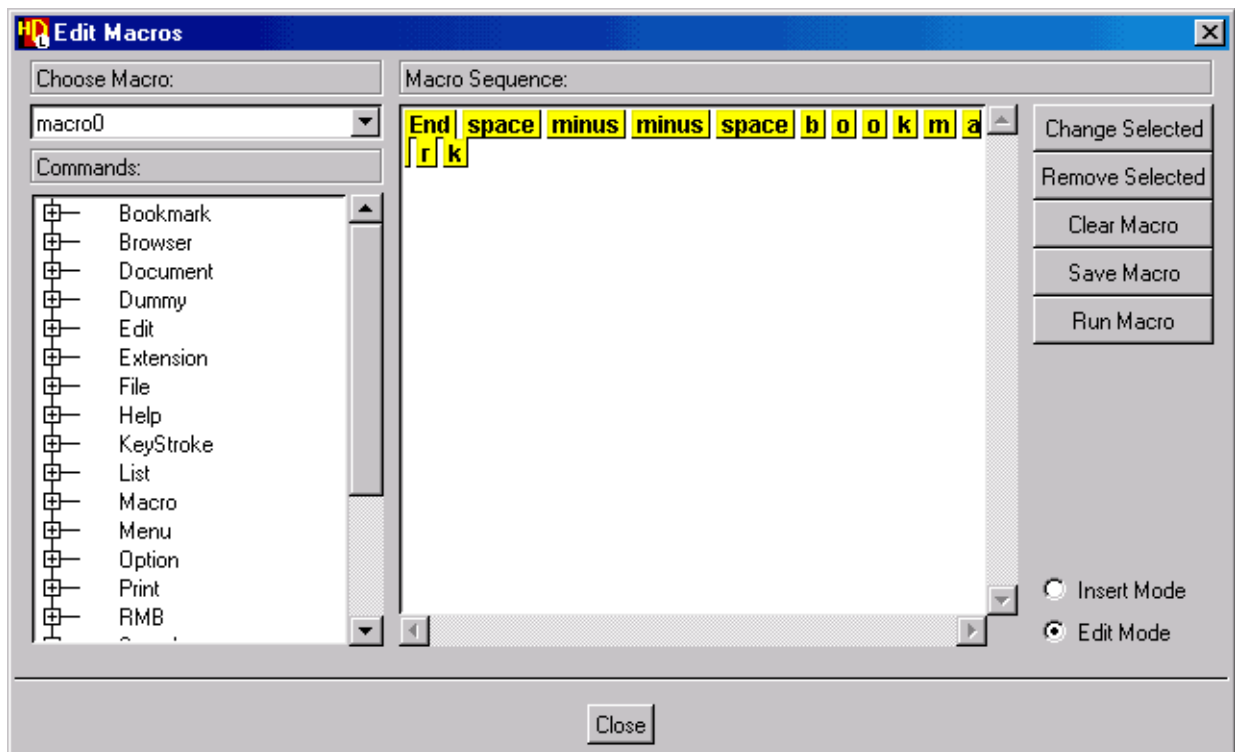 HD L Edit Macros
Choose Macro:
macro0
Commands:
Bookmark
Browser
Document
Dummy
Edit
Extension
File
Help
KeyStroke
List
Macro
Menu
Option
Print
RMB
Macro Sequence:
End space minus minus space b o o k m a
r k
Change Selected
Remove Selected
Clear Macro
Save Macro
Run Macro
Insert Mode
Edit Mode
Close